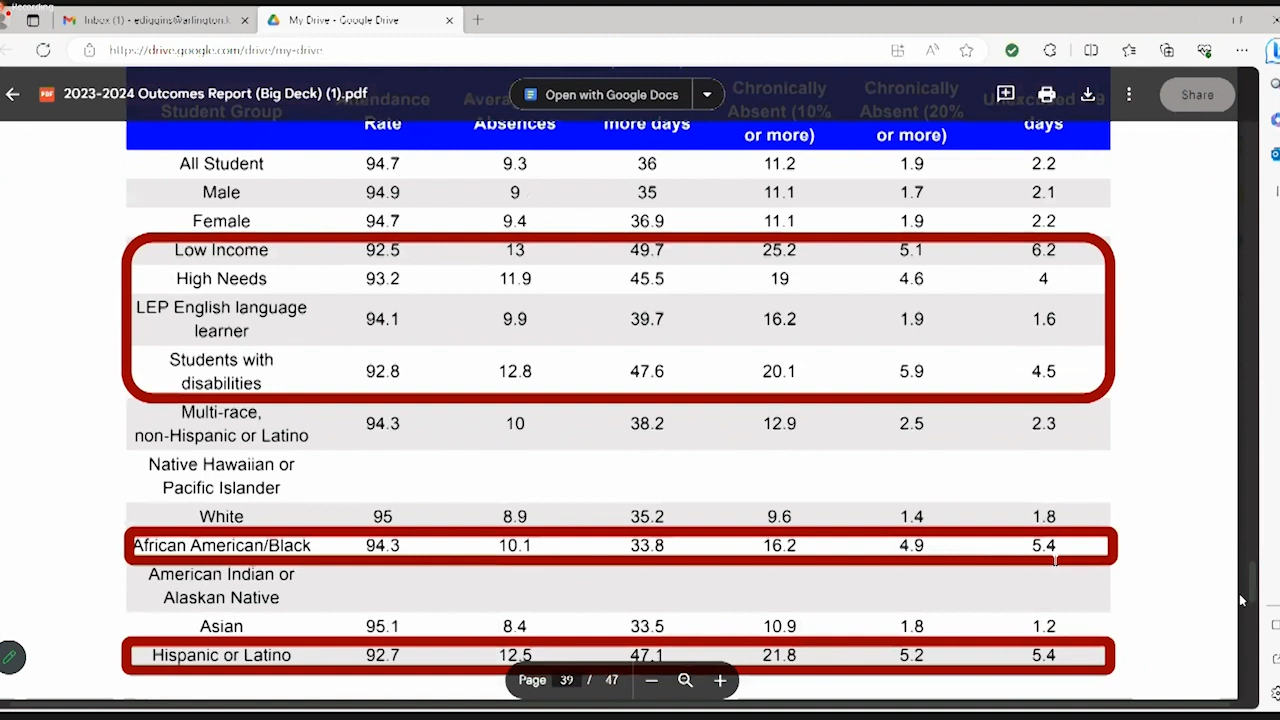 Recording
Inbox (1) - ediggins@arlington.k
My Drive - Google Drive
https://drive.google.com/drive/my-drive
2023-2024 Outcomes Report (Big Deck) (1).pdf
Open with Google Docs
Share
Student Group Attendance Rate Absences more days Chronically Absent (10% or more) Chronically Absent (20% or more) days
All Student 94.7 9.3 36 11.2 1.9 2.2
Male 94.9 9 35 11.1 1.7 2.1
Female 94.7 9.4 36.9 11.1 1.9 2.2
Low Income 92.5 13 49.7 25.2 5.1 6.2
High Needs 93.2 11.9 45.5 19 4.6 4
LEP English language
learner 94.1 9.9 39.7 16.2 1.9 1.6
Students with
disabilities 92.8 12.8 47.6 20.1 5.9 4.5
Multi-race,
non-Hispanic or Latino 94.3 10 38.2 12.9 2.5 2.3
Native Hawaiian or
Pacific Islander
White 95 8.9 35.2 9.6 1.4 1.8
African American/Black 94.3 10.1 33.8 16.2 4.9 5.4
American Indian or
Alaskan Native
Asian 95.1 8.4 33.5 10.9 1.8 1.2
Hispanic or Latino 92.7 12.5 47.1 21.8 5.2 5.4
Page 39 / 47